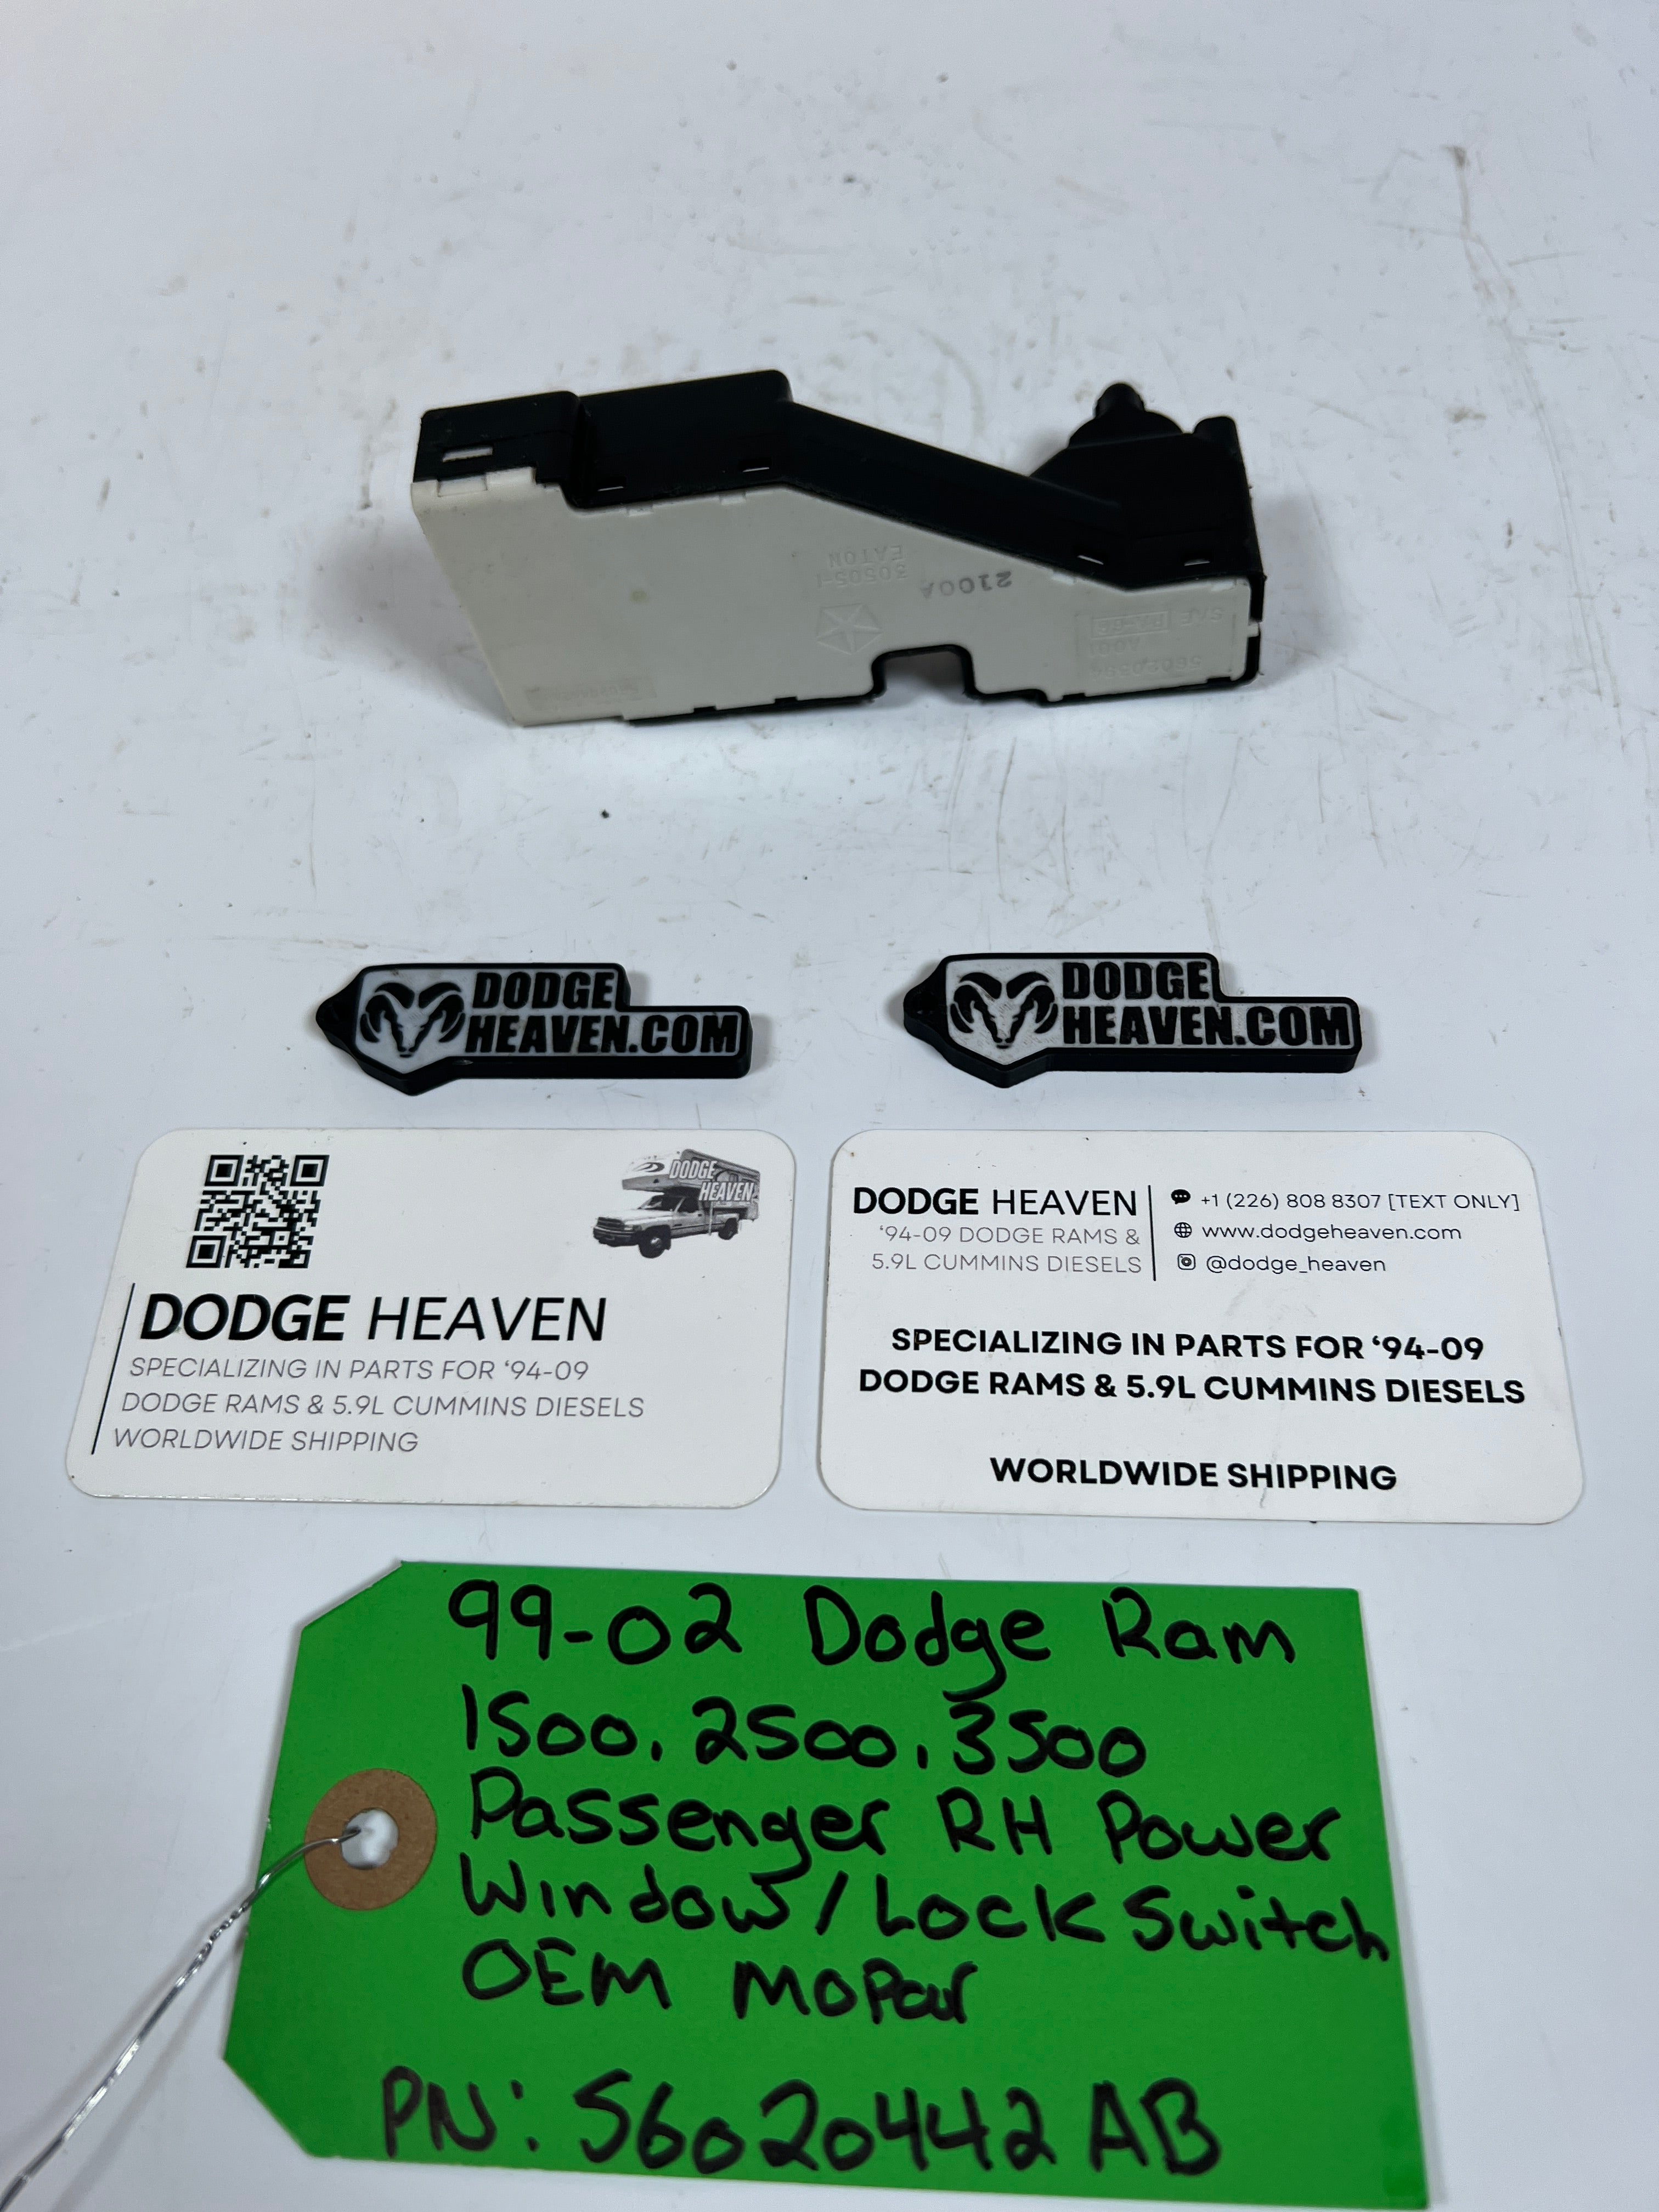 EATON
30505-1
2100A
SAE
DODGE
HEAVEN.COM
DODGE
HEAVEN.COM
DODGE
HEAVEN
DODGE HEAVEN
SPECIALIZING IN PARTS FOR ‘94-09
DODGE RAMS & 5.9L CUMMINS DIESELS
WORLDWIDE SHIPPING
DODGE HEAVEN
‘94-09 DODGE RAMS &
5.9L CUMMINS DIESELS
+1 (226) 808 8307 [TEXT ONLY]
www.dodgeheaven.com
@dodge_heaven
SPECIALIZING IN PARTS FOR ‘94-09
DODGE RAMS & 5.9L CUMMINS DIESELS
WORLDWIDE SHIPPING
99-02 Dodge Ram
1500, 2500, 3500
Passenger RH Power
Window/Lock Switch
OEM Mopar
PN: 56020442AB